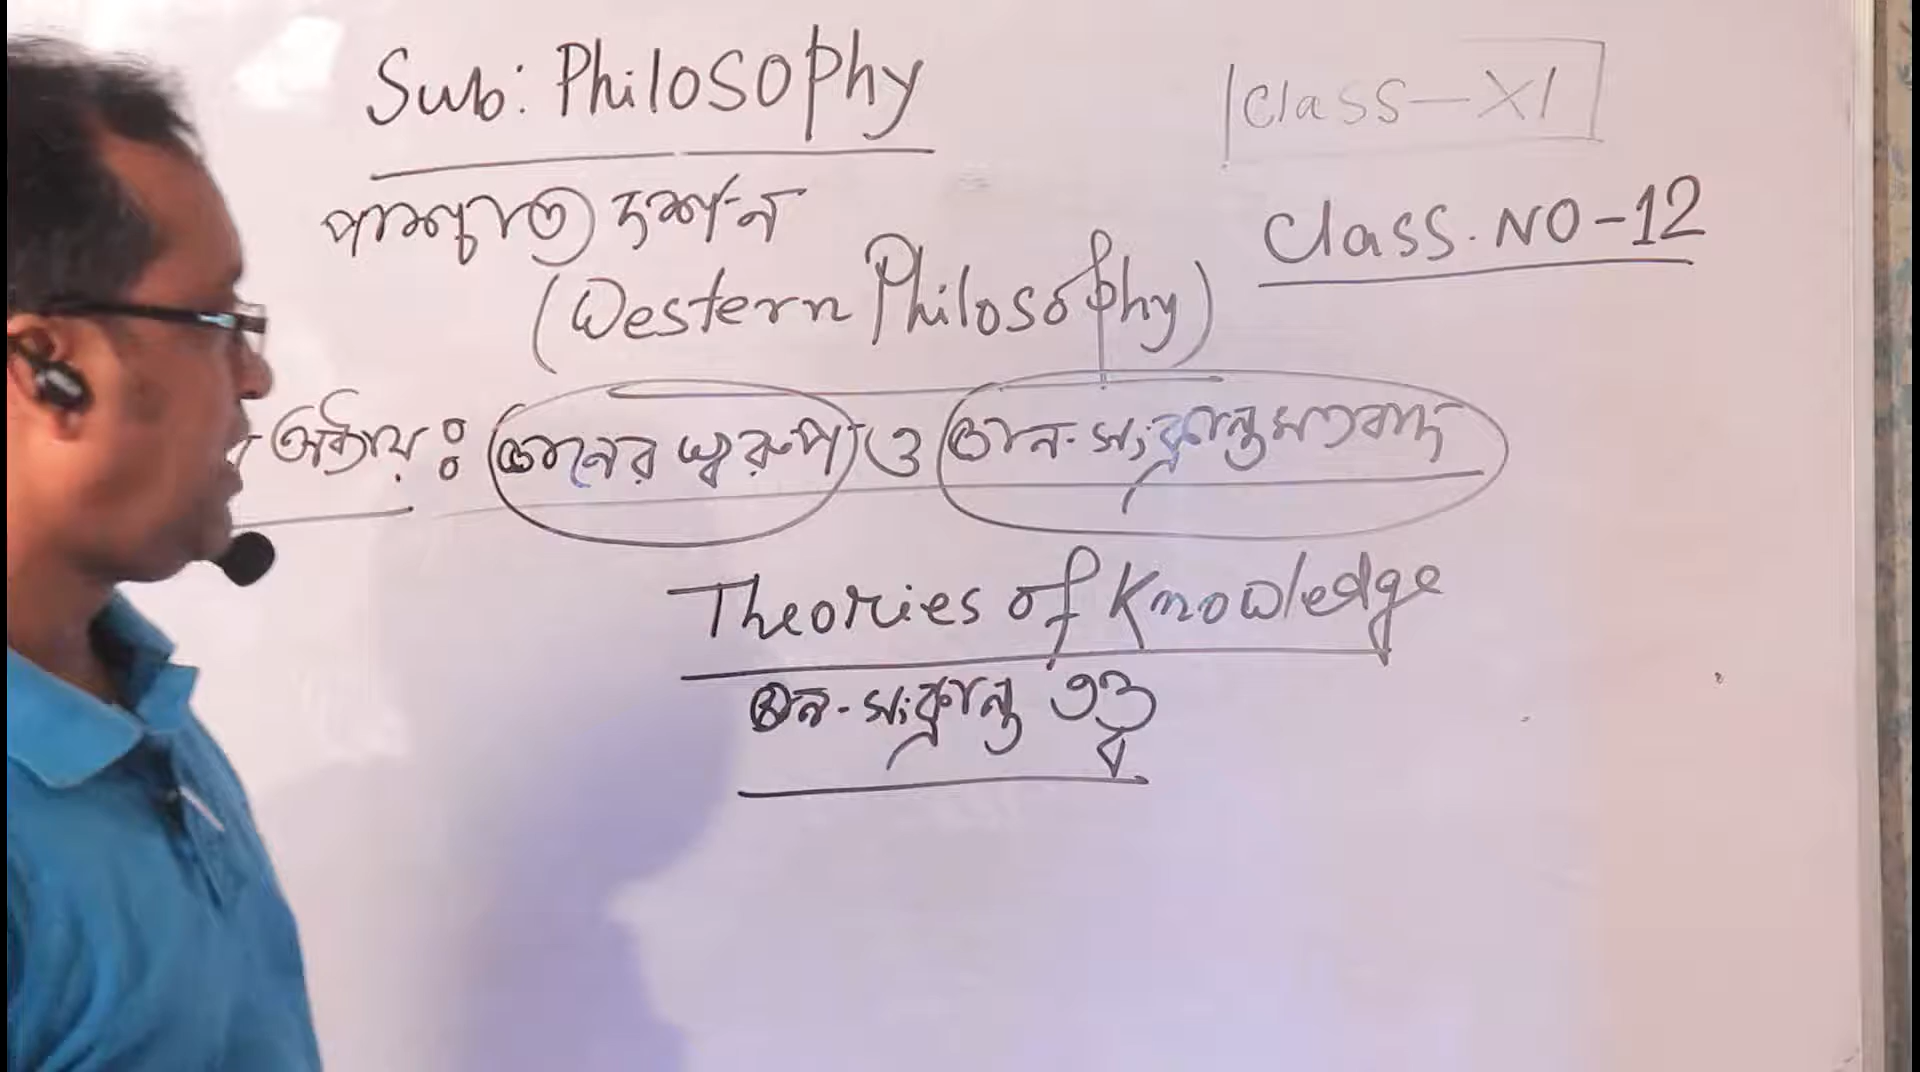 Sub: Philosophy
Class-XI
পাশ্চাত্য দর্শন
Class. NO-12
(Western Philosophy)
অধ্যায়ঃ জ্ঞানের স্বরূপ ও জ্ঞান-সংক্রান্ত মতবাদ
Theories of Knowledge
জ্ঞান-সংক্রান্ত তত্ত্ব